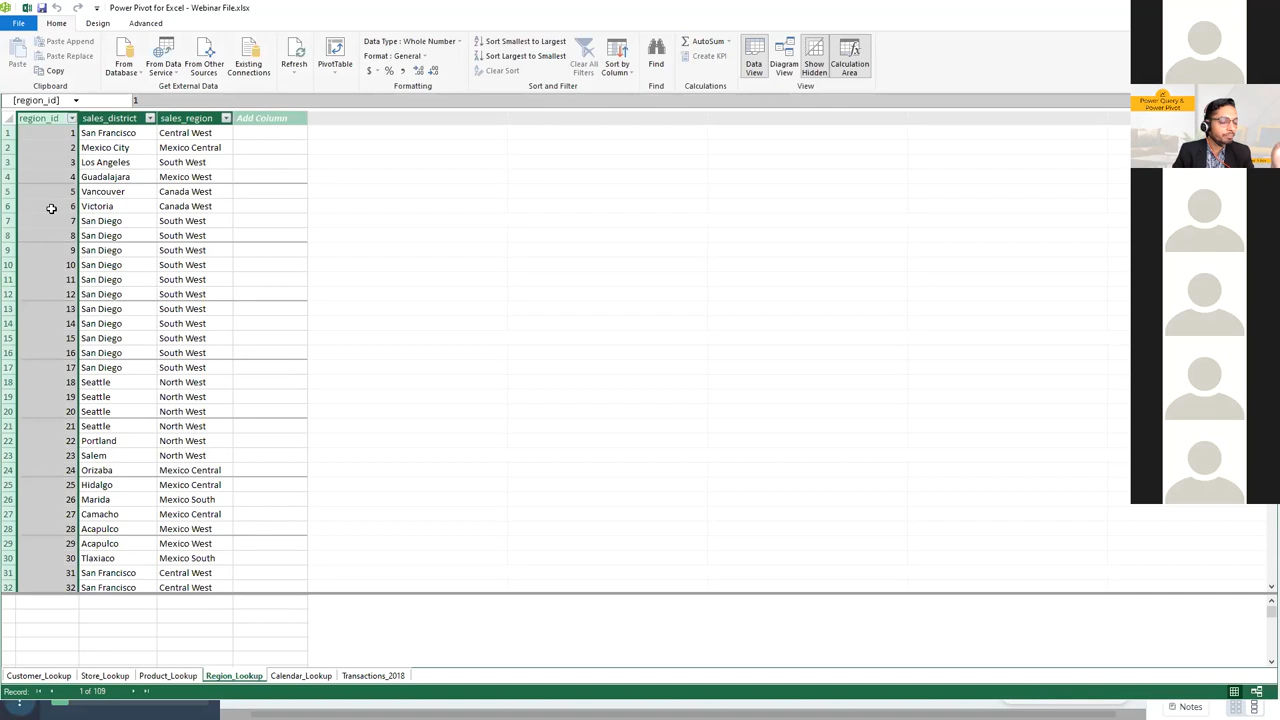 Power Pivot for Excel - Webinar File.xlsx
File Home Design Advanced
Paste
Paste Append
Paste Replace
Copy
Clipboard
From Database
From Data Service
From Other Sources
Existing Connections
Get External Data
Refresh
PivotTable
Data Type : Whole Number
Format : General
$ % ,
Formatting
Sort Smallest to Largest
Sort Largest to Smallest
Clear Sort
Clear All Filters
Sort by Column
Sort and Filter
Find
Find
AutoSum
Create KPI
Calculations
Data View
Diagram View
Show Hidden
Calculation Area
View
Power Query & Power Pivot
[region_id] 1
region_id sales_district sales_region Add Column
1 1 San Francisco Central West
2 2 Mexico City Mexico Central
3 3 Los Angeles South West
4 4 Guadalajara Mexico West
5 5 Vancouver Canada West
6 6 Victoria Canada West
7 7 San Diego South West
8 8 San Diego South West
9 9 San Diego South West
10 10 San Diego South West
11 11 San Diego South West
12 12 San Diego South West
13 13 San Diego South West
14 14 San Diego South West
15 15 San Diego South West
16 16 San Diego South West
17 17 San Diego South West
18 18 Seattle North West
19 19 Seattle North West
20 20 Seattle North West
21 21 Seattle North West
22 22 Portland North West
23 23 Salem North West
24 24 Orizaba Mexico Central
25 25 Hidalgo Mexico Central
26 26 Marida Mexico South
27 27 Camacho Mexico Central
28 28 Acapulco Mexico West
29 29 Acapulco Mexico West
30 30 Tlaxiaco Mexico South
31 31 San Francisco Central West
32 32 San Francisco Central West
Customer_Lookup Store_Lookup Product_Lookup Region_Lookup Calendar_Lookup Transactions_2018
Record: 1 of 109
Notes